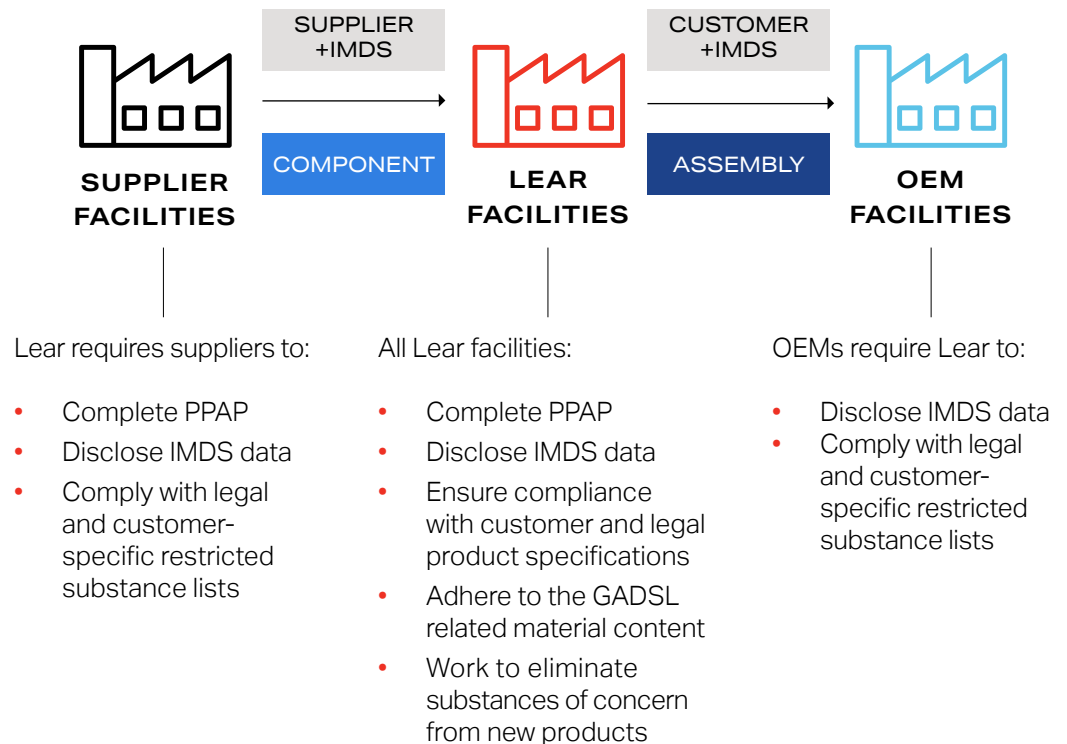 SUPPLIER
+IMDS
CUSTOMER
+IMDS
COMPONENT
ASSEMBLY
SUPPLIER
FACILITIES
LEAR
FACILITIES
OEM
FACILITIES
Lear requires suppliers to:
• Complete PPAP
• Disclose IMDS data
• Comply with legal
and customer-
specific restricted
substance lists
All Lear facilities:
• Complete PPAP
• Disclose IMDS data
• Ensure compliance
with customer and legal
product specifications
• Adhere to the GADSL
related material content
• Work to eliminate
substances of concern
from new products
OEMs require Lear to:
• Disclose IMDS data
• Comply with legal
and customer-
specific restricted
substance lists